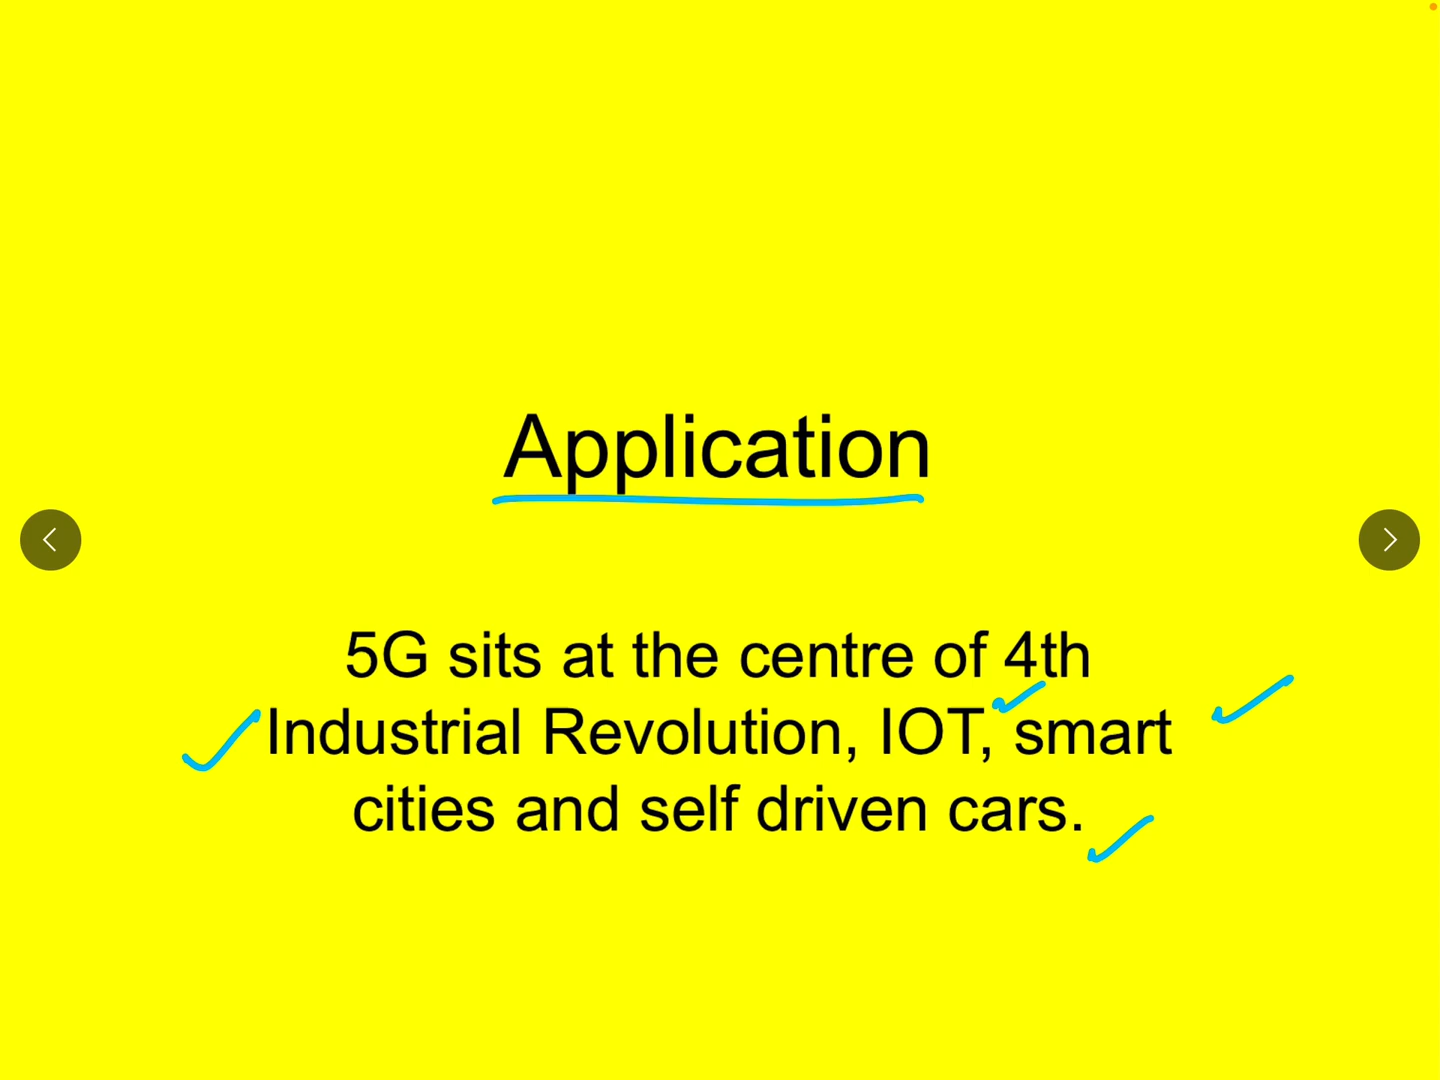 Application
5G sits at the centre of 4th
Industrial Revolution, IOT, smart
cities and self driven cars.